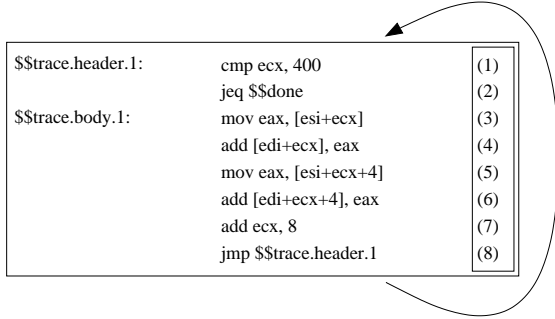 $$trace.header.1: cmp ecx, 400 (1)
jeq $$done (2)
$$trace.body.1: mov eax, [esi+ecx] (3)
add [edi+ecx], eax (4)
mov eax, [esi+ecx+4] (5)
add [edi+ecx+4], eax (6)
add ecx, 8 (7)
jmp $$trace.header.1 (8)